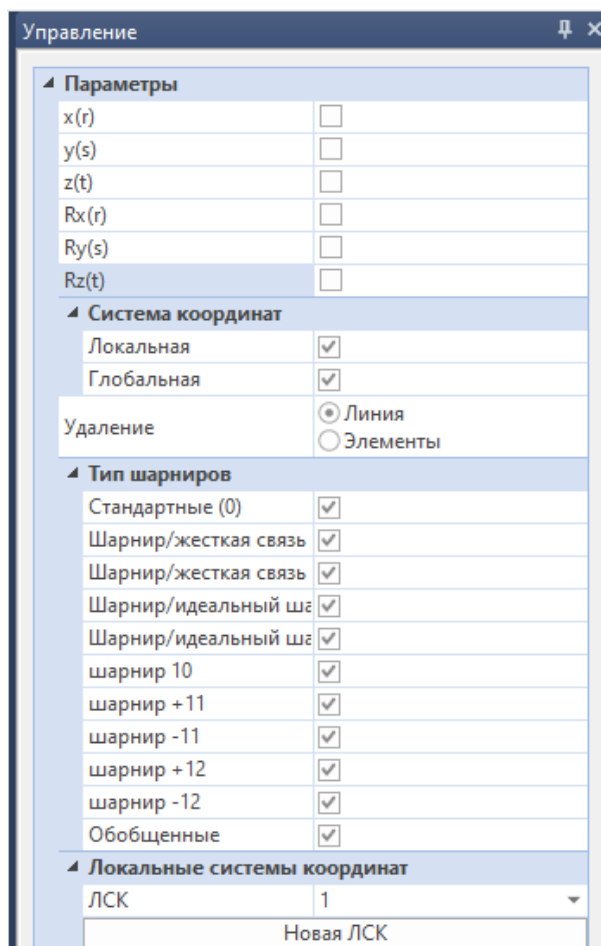 Управление
Параметры
x(r)
y(s)
z(t)
Rx(r)
Ry(s)
Rz(t)
Система координат
Локальная
Глобальная
Удаление
Линия
Элементы
Тип шарниров
Стандартные (0)
Шарнир/жесткая связь
Шарнир/жесткая связь
Шарнир/идеальный ша
Шарнир/идеальный ша
шарнир 10
шарнир +11
шарнир -11
шарнир +12
шарнир -12
Обобщенные
Локальные системы координат
ЛСК 1
Новая ЛСК